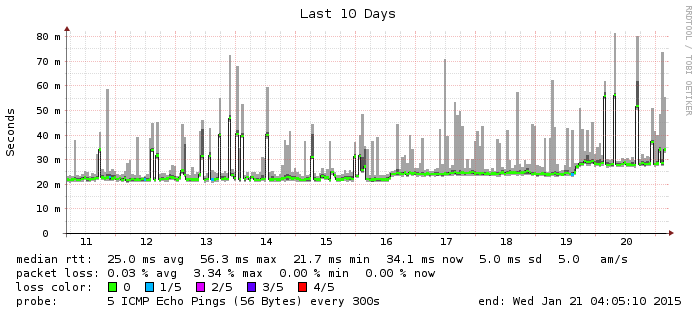 Last 10 Days
RRDTOOL / TOBI OETIKER
Seconds
80 m
70 m
60 m
50 m
40 m
30 m
20 m
10 m
0
11 12 13 14 15 16 17 18 19 20
median rtt: 25.0 ms avg 56.3 ms max 21.7 ms min 34.1 ms now 5.0 ms sd 5.0 am/s
packet loss: 0.03 % avg 3.34 % max 0.00 % min 0.00 % now
loss color: 0 1/5 2/5 3/5 4/5
probe: 5 ICMP Echo Pings (56 Bytes) every 300s end: Wed Jan 21 04:05:10 2015